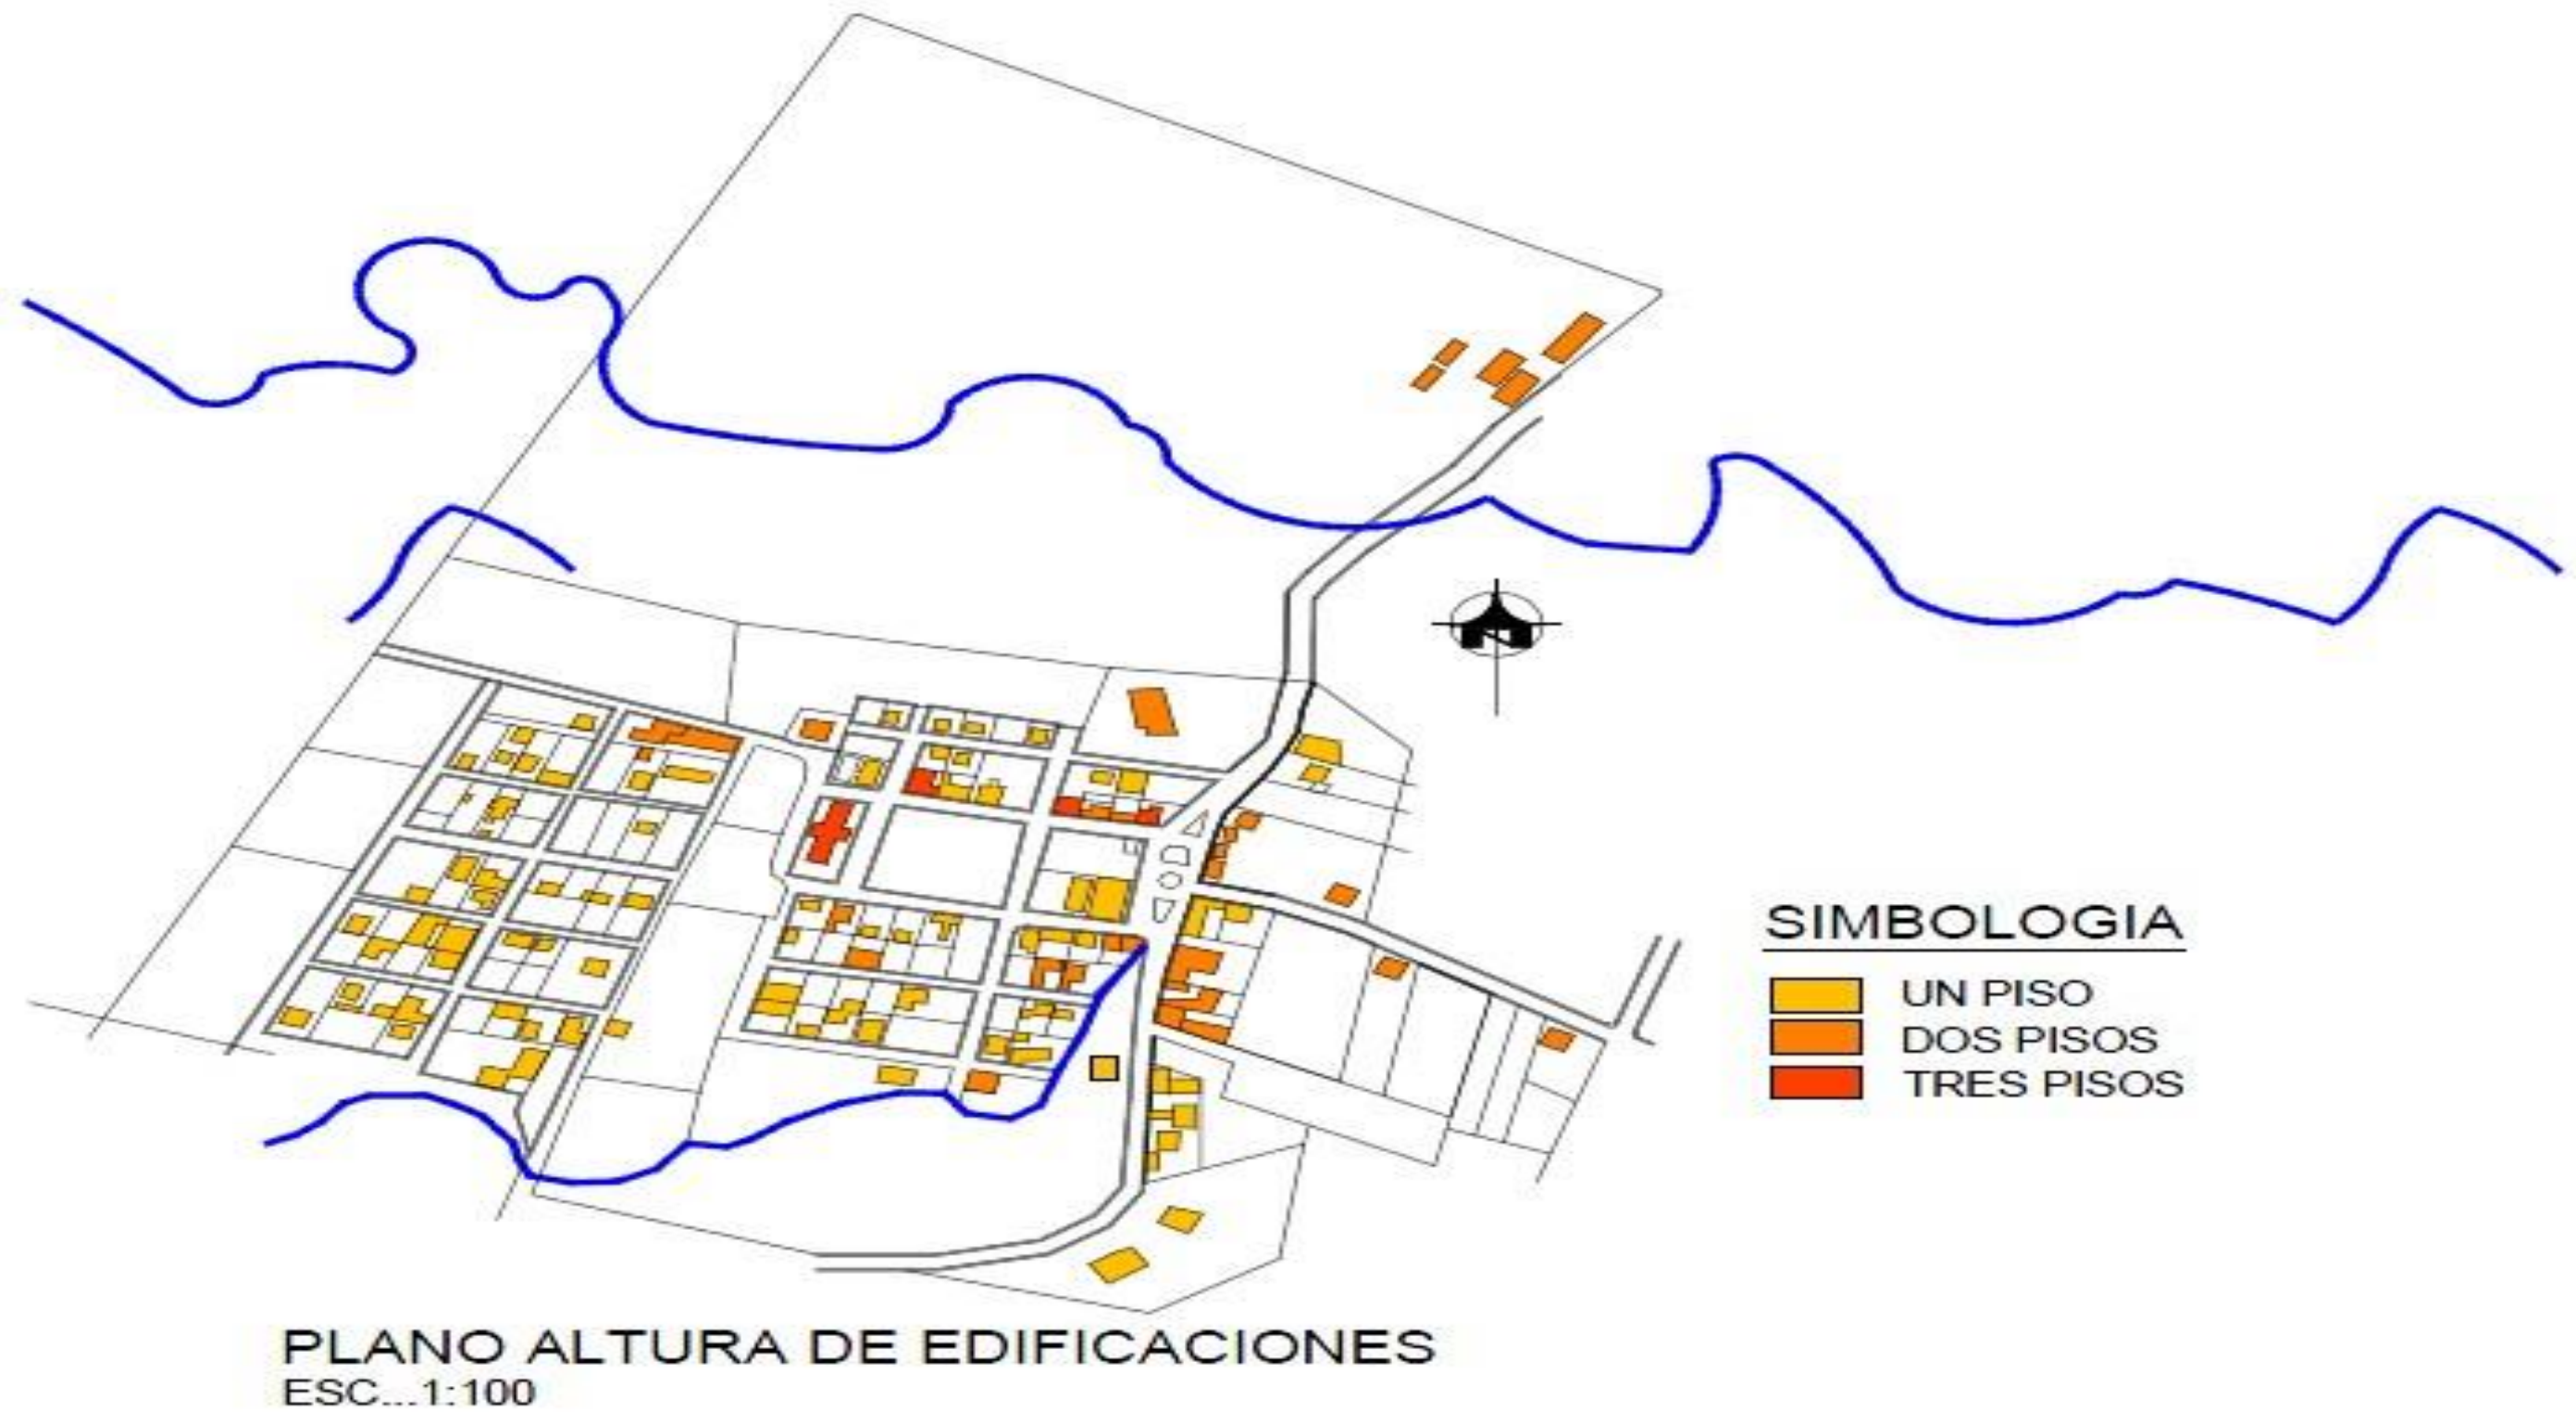 SIMBOLOGIA
UN PISO
DOS PISOS
TRES PISOS
PLANO ALTURA DE EDIFICACIONES
ESC...1:100